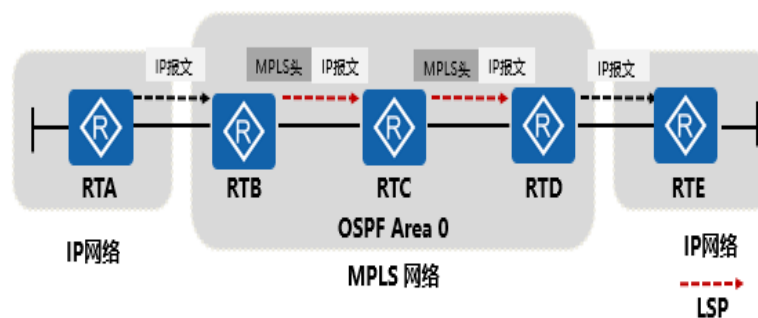 IP报文 MPLS头 IP报文 MPLS头 IP报文 IP报文
R R R R R
RTA RTB RTC RTD RTE
OSPF Area 0
IP网络 MPLS 网络 IP网络
LSP